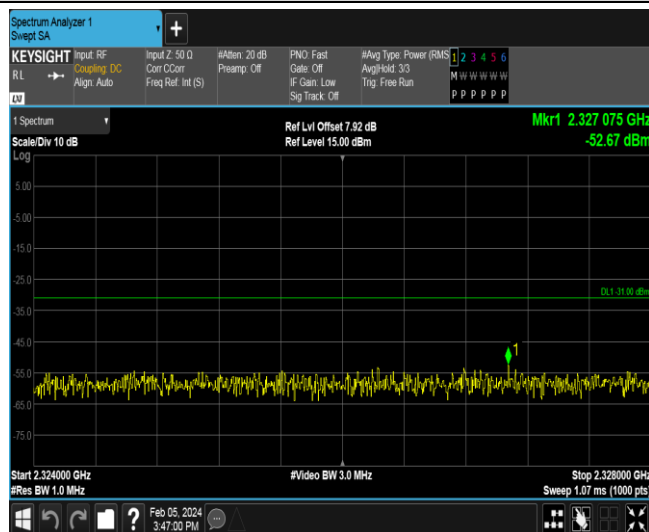 Spectrum Analyzer 1
Swept SA
KEYSIGHT
RL
LXI
Input: RF
Coupling: DC
Align: Auto
Input Z: 50 Ω
Corr CCorr
Freq Ref: Int (S)
#Atten: 20 dB
Preamp: Off
PNO: Fast
Gate: Off
IF Gain: Low
Sig Track: Off
#Avg Type: Power (RMS
Avg|Hold: 3/3
Trig: Free Run
1 2 3 4 5 6
M W W W W W
P P P P P P
1 Spectrum
Scale/Div 10 dB
Ref Lvl Offset 7.92 dB
Ref Level 15.00 dBm
Mkr1 2.327 075 GHz
-52.67 dBm
Log
5.00
-5.00
-15.0
-25.0
DL1 -31.00 dBm
-35.0
-45.0
1
-55.0
-65.0
-75.0
Start 2.324000 GHz
#Video BW 3.0 MHz
Stop 2.328000 GHz
#Res BW 1.0 MHz
Sweep 1.07 ms (1000 pts)
?
Feb 05, 2024
3:47:00 PM